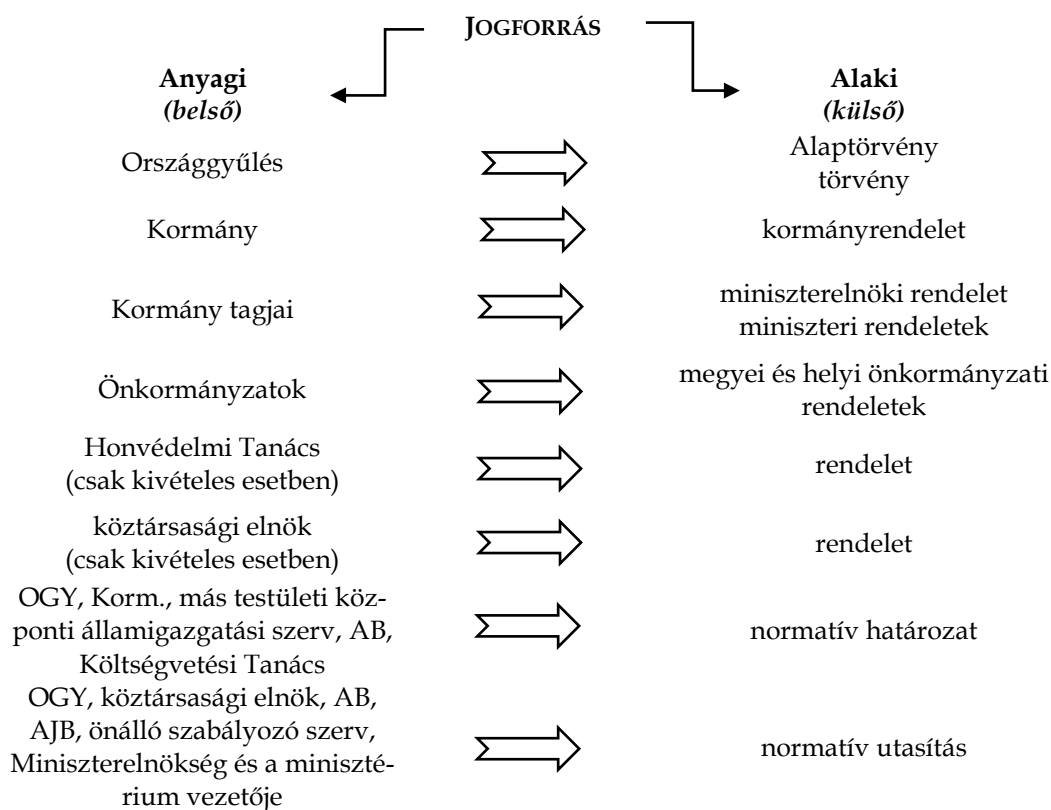 JOGFORRÁS
Anyagi
(belső)
Alaki
(külső)
Országgyűlés
Alaptörvény
törvény
Kormány
kormányrendelet
Kormány tagjai
miniszterelnöki rendelet
miniszteri rendeletek
Önkormányzatok
megyei és helyi önkormányzati
rendeletek
Honvédelmi Tanács
(csak kivételes esetben)
rendelet
köztársasági elnök
(csak kivételes esetben)
rendelet
OGY, Korm., más testületi köz-
ponti államigazgatási szerv, AB,
Költségvetési Tanács
normatív határozat
OGY, köztársasági elnök, AB,
AJB, önálló szabályozó szerv,
Miniszterelnökség és a miniszté-
rium vezetője
normatív utasítás